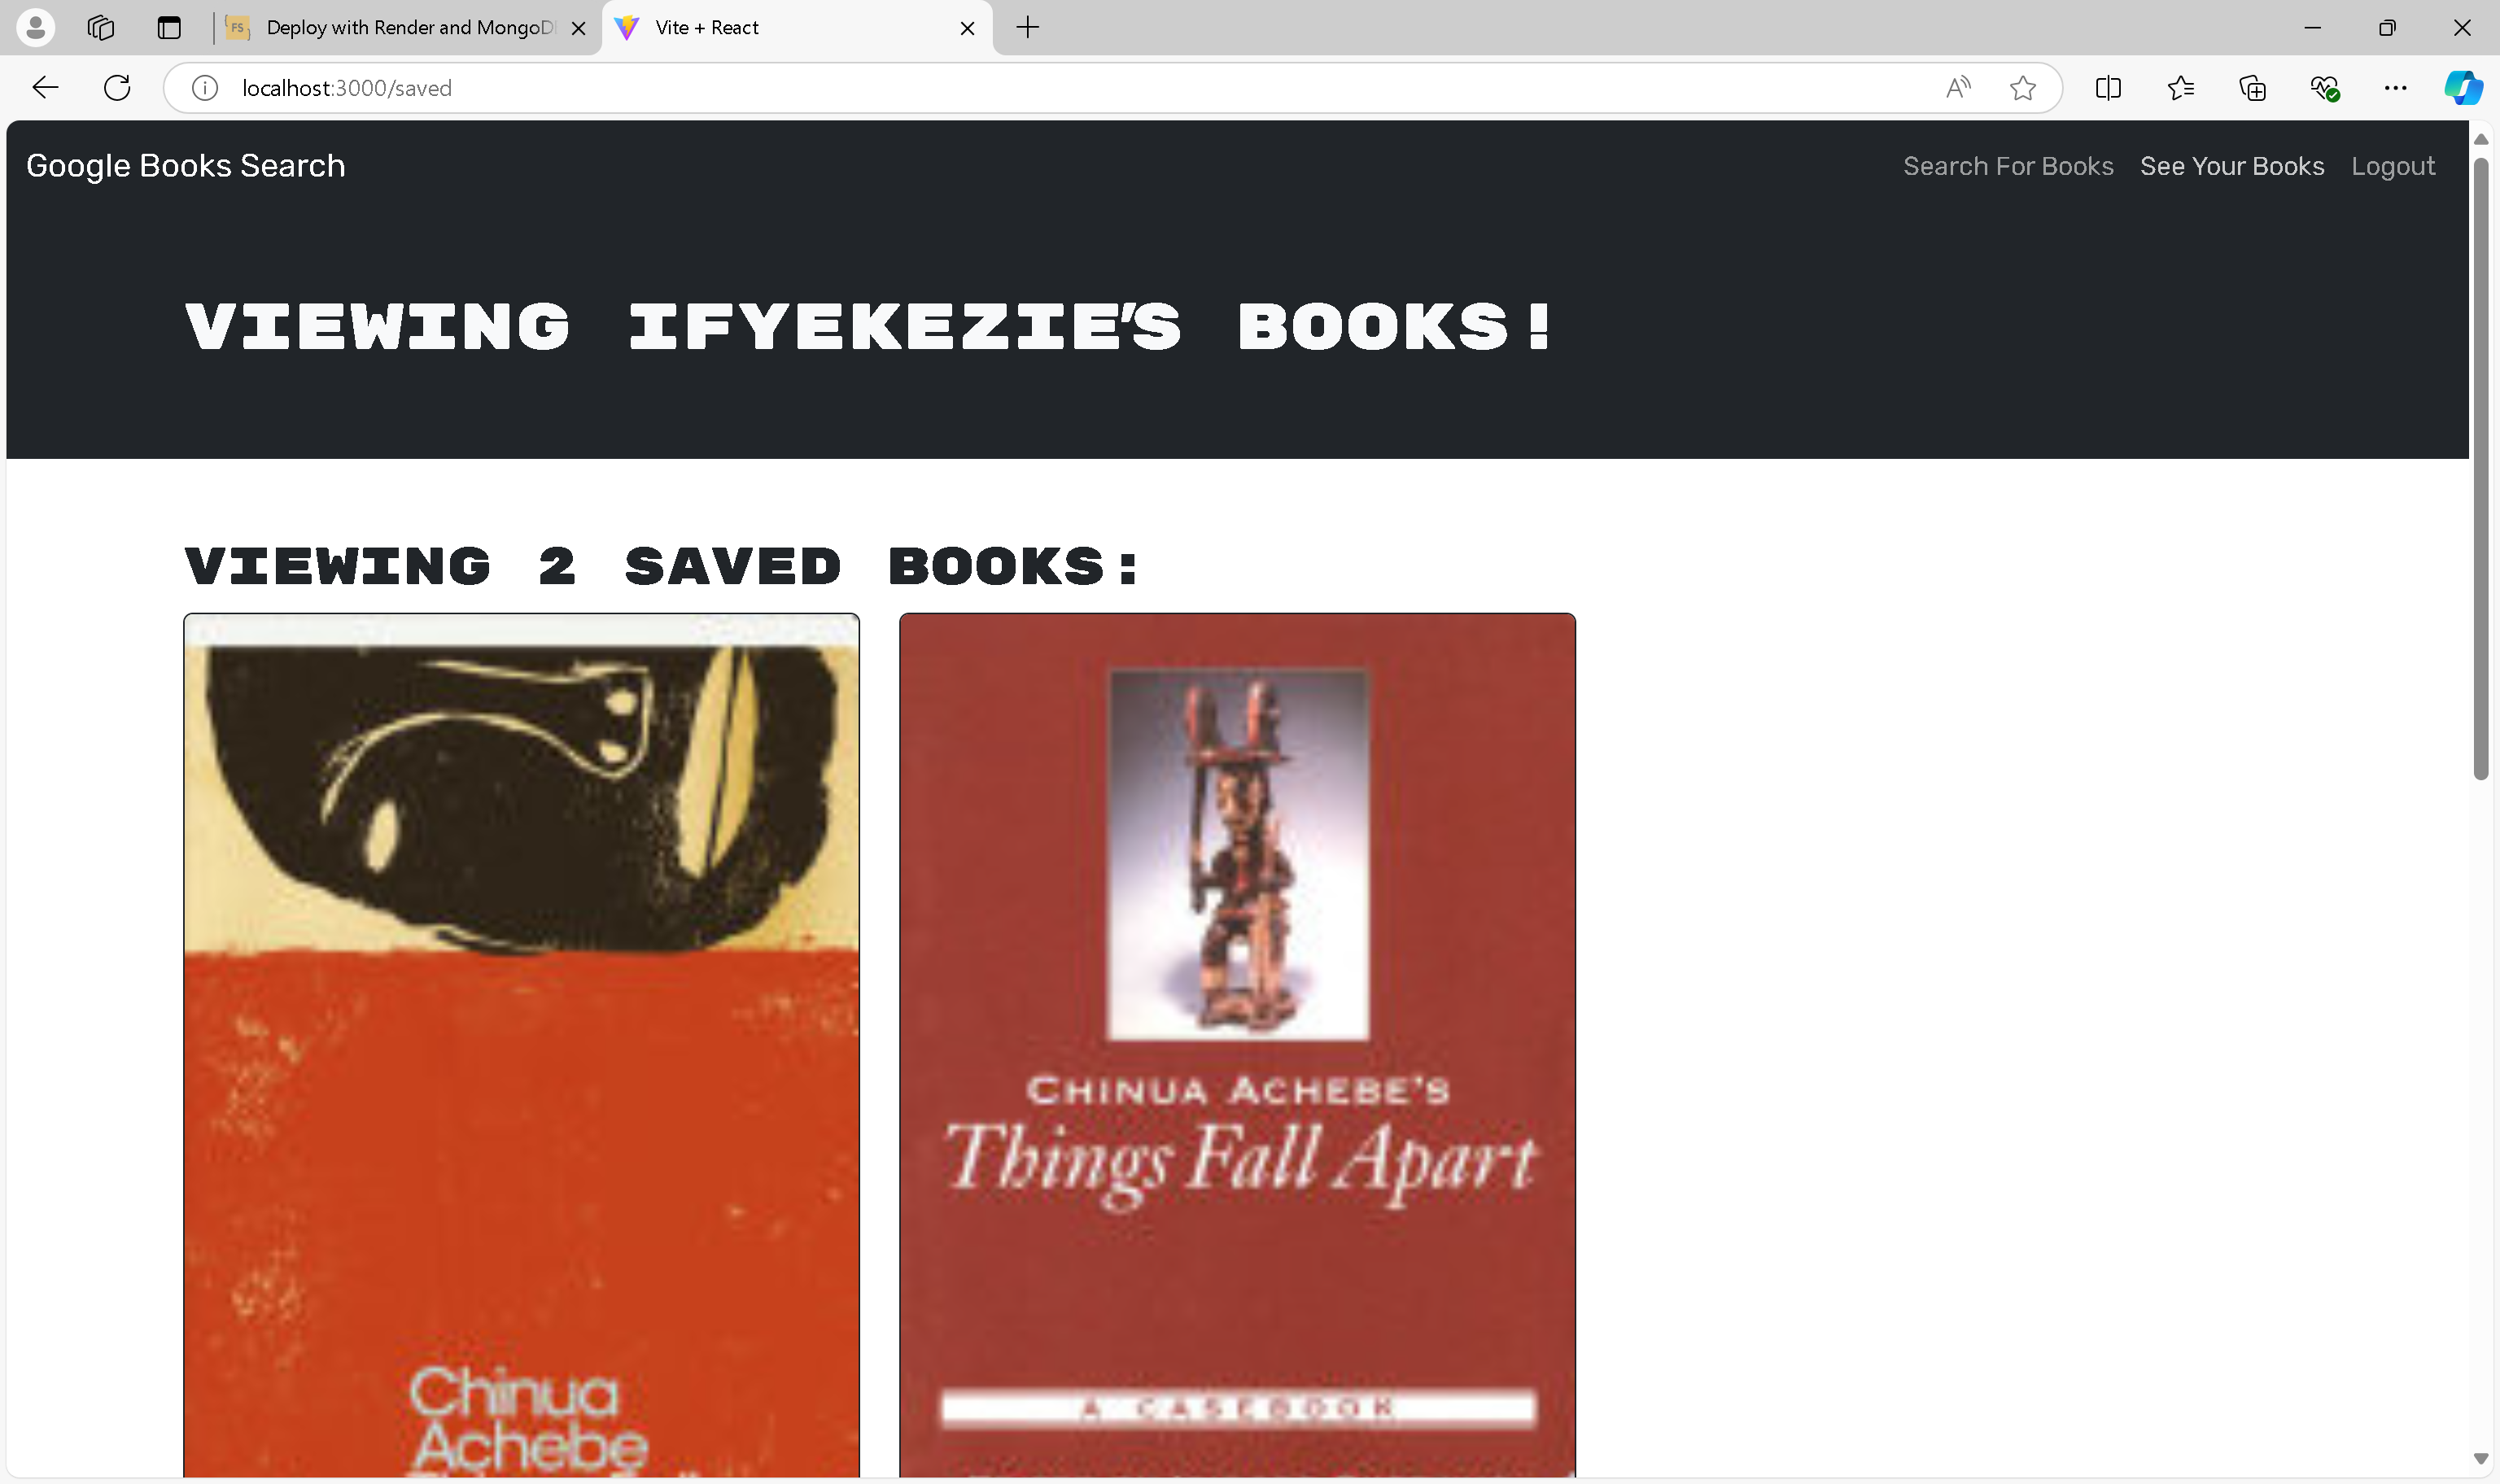 FS
Deploy with Render and MongoD
Vite + React
localhost:3000/saved
Google Books Search
Search For Books
See Your Books
Logout
VIEWING IFYEKEZIE'S BOOKS!
VIEWING 2 SAVED BOOKS:
Chinua
Achebe
CHINUA ACHEBE'S
Things Fall Apart
A CASEBOOK